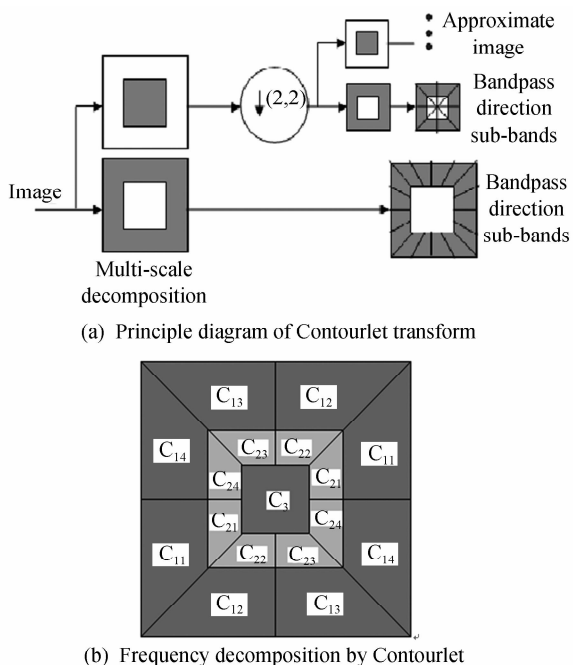 Approximate
image
(2,2)
Bandpass
direction
sub-bands
Image
Bandpass
direction
sub-bands
Multi-scale
decomposition
(a) Principle diagram of Contourlet transform
C₁₃ C₁₂
C₁₄ C₂₃ C₂₂ C₁₁
C₂₄ C₂₁
C₃
C₂₁ C₂₄
C₁₁ C₂₂ C₂₃ C₁₄
C₁₂ C₁₃
(b) Frequency decomposition by Contourlet